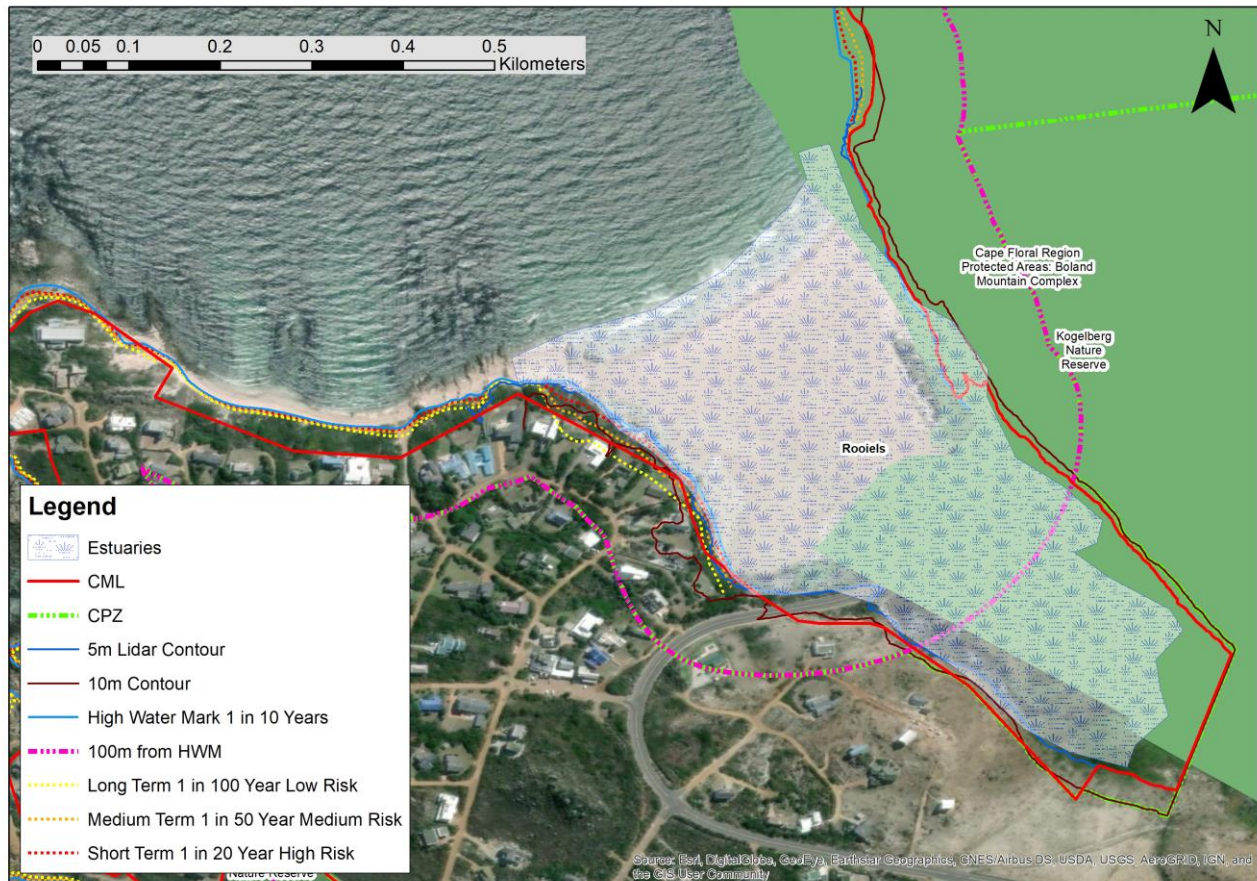 0 0.05 0.1 0.2 0.3 0.4 0.5
Kilometers
N
Cape Floral Region
Protected Areas: Boland
Mountain Complex
Kogelberg
Nature
Reserve
Rooiels
Legend
Estuaries
CML
CPZ
5m Lidar Contour
10m Contour
High Water Mark 1 in 10 Years
100m from HWM
Long Term 1 in 100 Year Low Risk
Medium Term 1 in 50 Year Medium Risk
Short Term 1 in 20 Year High Risk
Nature Reserve
Source: Esri, DigitalGlobe, GeoEye, Earthstar Geographics, CNES/Airbus DS, USDA, USGS, AeroGRID, IGN, and
the GIS User Community